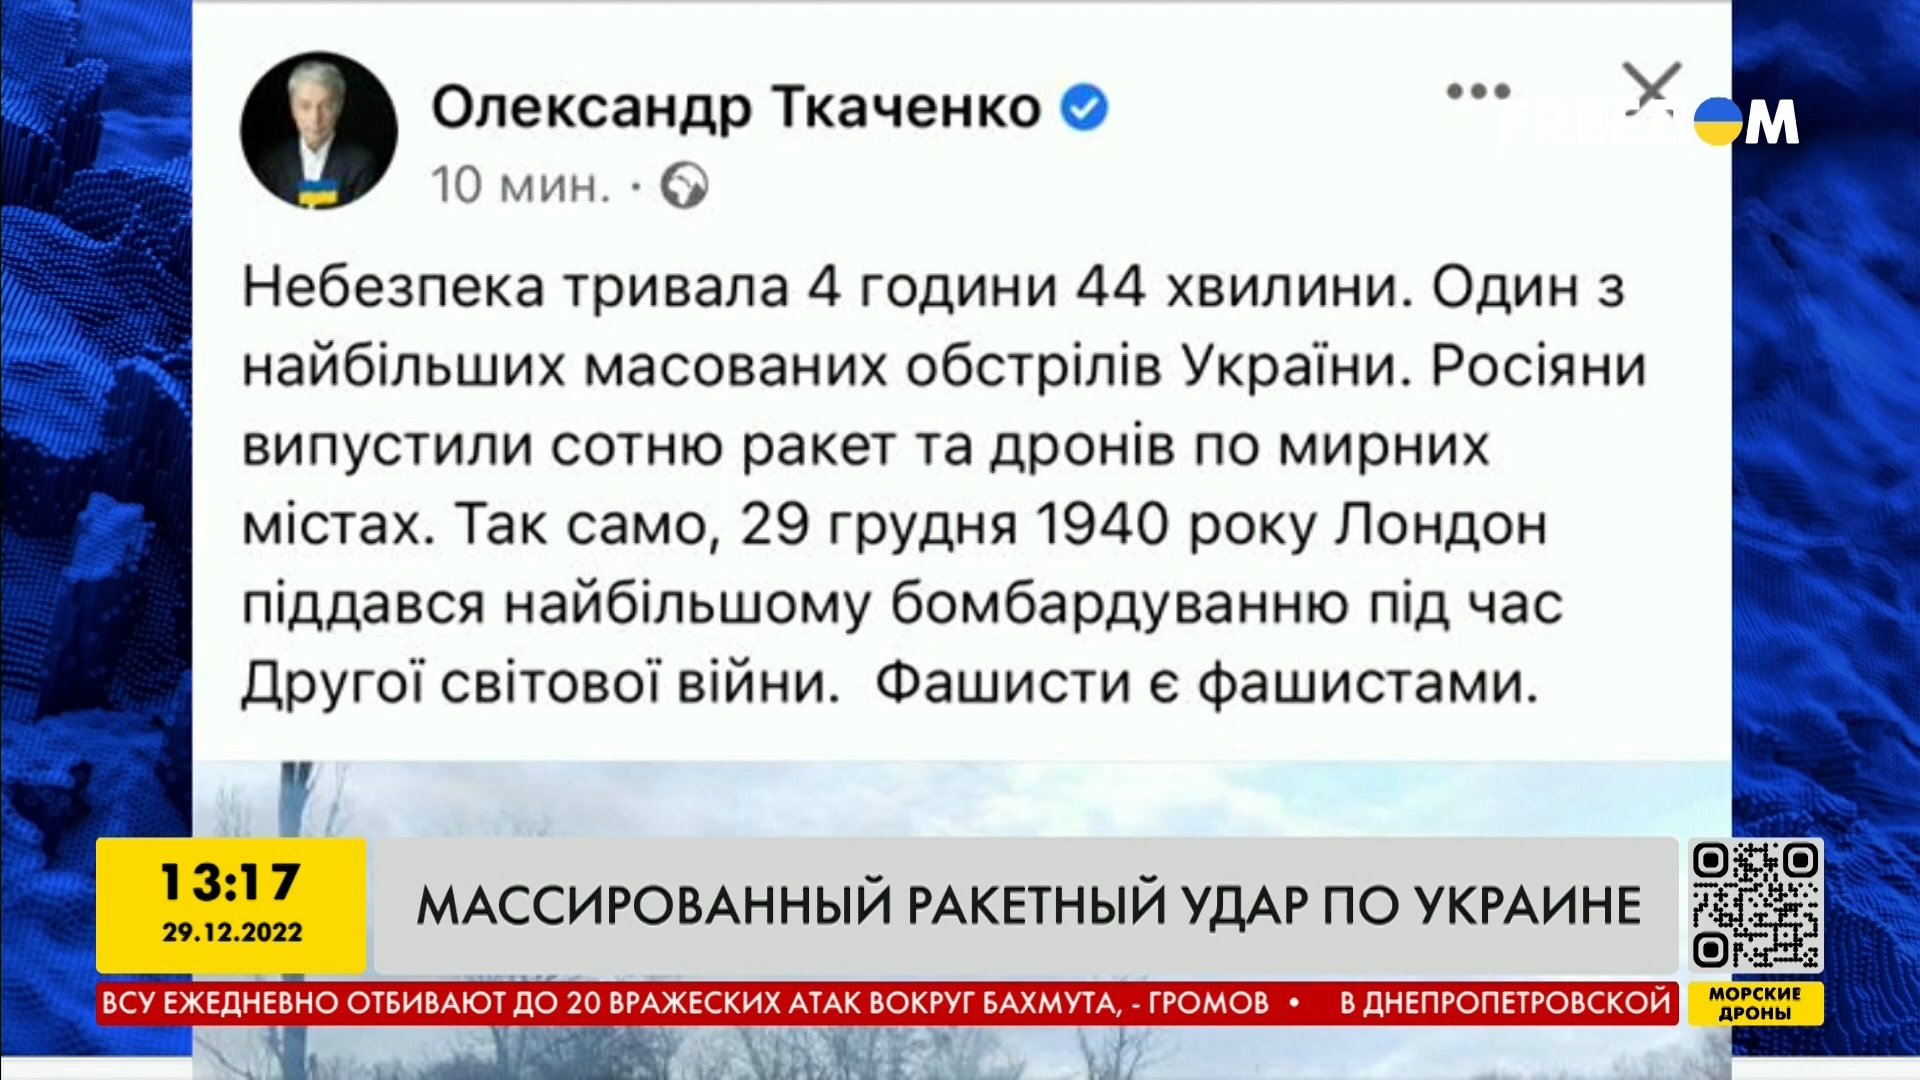 Олександр Ткаченко
10 мин.
Небезпека тривала 4 години 44 хвилини. Один з
найбільших масованих обстрілів України. Росіяни
випустили сотню ракет та дронів по мирних
містах. Так само, 29 грудня 1940 року Лондон
піддався найбільшому бомбардуванню під час
Другої світової війни. Фашисти є фашистами.
13:17
29.12.2022
МАССИРОВАННЫЙ РАКЕТНЫЙ УДАР ПО УКРАИНЕ
ВСУ ЕЖЕДНЕВНО ОТБИВАЮТ ДО 20 ВРАЖЕСКИХ АТАК ВОКРУГ БАХМУТА, - ГРОМОВ • В ДНЕПРОПЕТРОВСКОЙ
МОРСКИЕ
ДРОНЫ